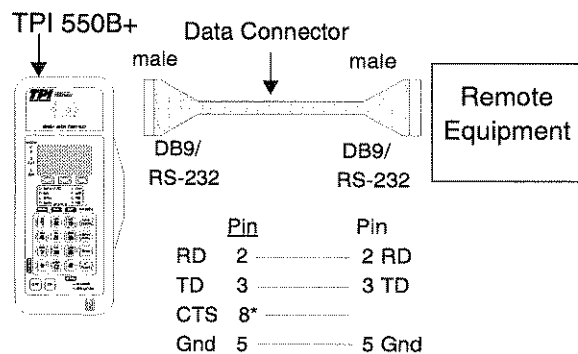 TPI 550B+
Data Connector
male
male
TPI
Remote
Equipment
DB9/
RS-232
DB9/
RS-232
Pin
Pin
RD 2 2 RD
TD 3 3 TD
CTS 8*
Gnd 5 5 Gnd